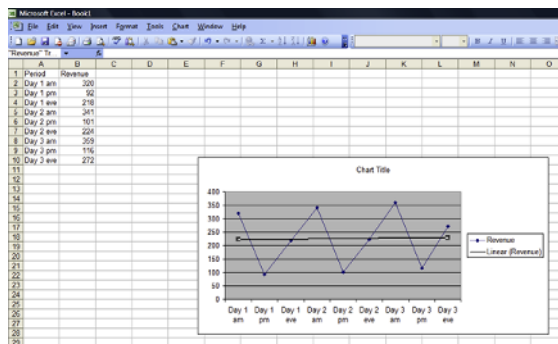 Microsoft Excel - Book1
File Edit View Insert Format Tools Chart Window Help
"Revenue" Tr... fx
A B C D E F G H I J K L M N O
1 Period Revenue
2 Day 1 am 320
3 Day 1 pm 92
4 Day 1 eve 218
5 Day 2 am 341
6 Day 2 pm 101
7 Day 2 eve 224
8 Day 3 am 359
9 Day 3 pm 116
10 Day 3 eve 272
11
12
13
14
15
16
17
18
19
20
21
22
23
24
25
26
27
28
29
Chart Title
400
350
300
250
200
150
100
50
0
Day 1 am Day 1 pm Day 1 eve Day 2 am Day 2 pm Day 2 eve Day 3 am Day 3 pm Day 3 eve
Revenue
Linear (Revenue)